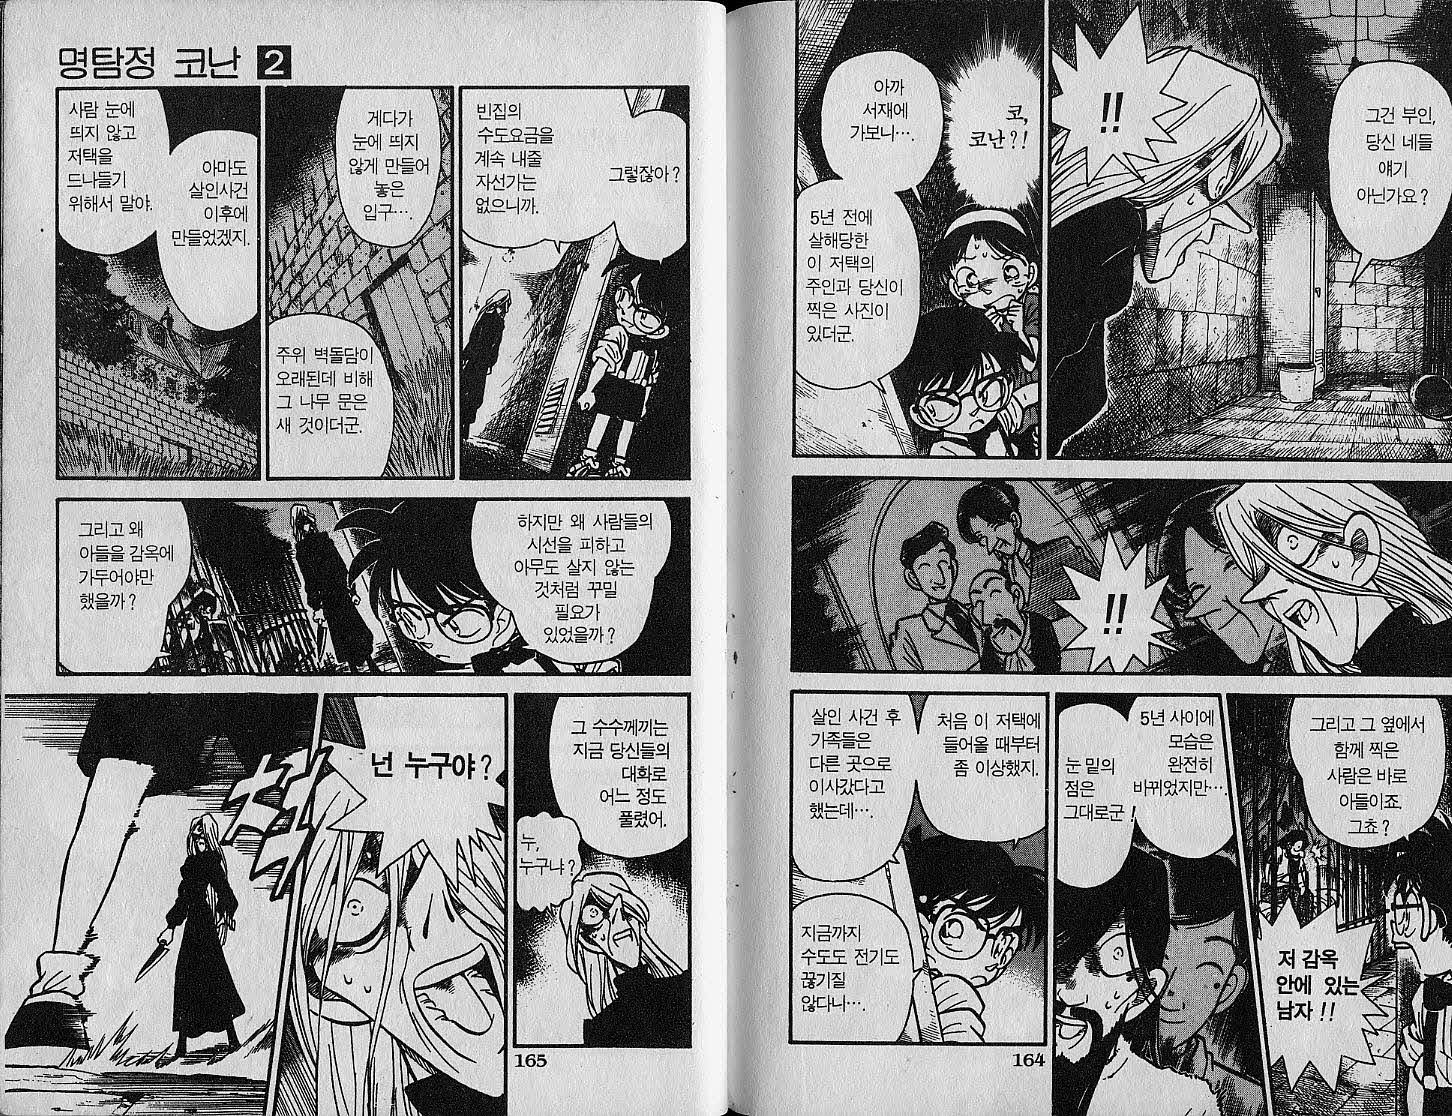 그건 부인,
당신 네들
얘기
아닌가요?
!!
코,
코난?!
아까
서재에
가보니….
5년 전에
살해당한
이 저택의
주인과 당신이
찍은 사진이
있더군.
!!
그리고 그 옆에서
함께 찍은
사람은 바로
아들이죠.
그쵸?
저 감옥
안에 있는
남자!!
5년 사이에
모습은
완전히
바뀌었지만….
눈 밑의
점은
그대로군!
처음 이 저택에
들어올 때부터
좀 이상했지.
살인 사건 후
가족들은
다른 곳으로
이사갔다고
했는데….
지금까지
수도도 전기도
끊기질
않다니….
164
명탐정 코난 2
그렇잖아?
빈집의
수도요금을
계속 내줄
자선가는
없으니까.
게다가
눈에 띄지
않게 만들어
놓은
입구….
주위 벽돌담이
오래된데 비해
그 나무 문은
새 것이더군.
아마도
살인사건
이후에
만들었겠지.
사람 눈에
띄지 않고
저택을
드나들기
위해서 말야.
하지만 왜 사람들의
시선을 피하고
아무도 살지 않는
것처럼 꾸밀
필요가
있었을까?
그리고 왜
아들을 감옥에
가두어야만
했을까?
그 수수께끼는
지금 당신들의
대화로
어느 정도
풀렸어.
누,
누구냐?
넌 누구야?
165